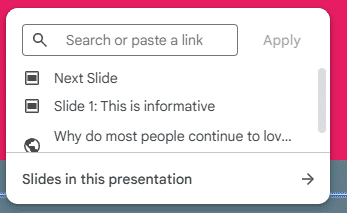 Search or paste a link
Apply
Next Slide
Slide 1: This is informative
Why do most people continue to lov...
Slides in this presentation